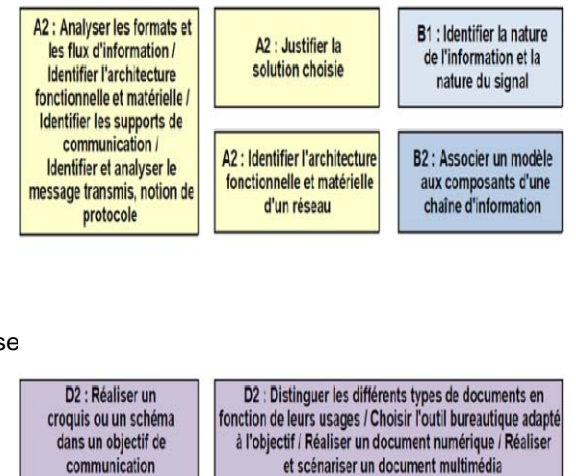 A2 : Analyser les formats et
les flux d'information /
Identifier l'architecture
fonctionnelle et matérielle /
Identifier les supports de
communication /
Identifier et analyser le
message transmis, notion de
protocole
A2 : Justifier la
solution choisie
B1 : Identifier la nature
de l'information et la
nature du signal
A2 : Identifier l'architecture
fonctionnelle et matérielle
d'un réseau
B2 : Associer un modèle
aux composants d'une
chaîne d'information
se
D2 : Réaliser un
croquis ou un schéma
dans un objectif de
communication
D2 : Distinguer les différents types de documents en
fonction de leurs usages / Choisir l'outil bureautique adapté
à l'objectif / Réaliser un document numérique / Réaliser
et scénariser un document multimédia